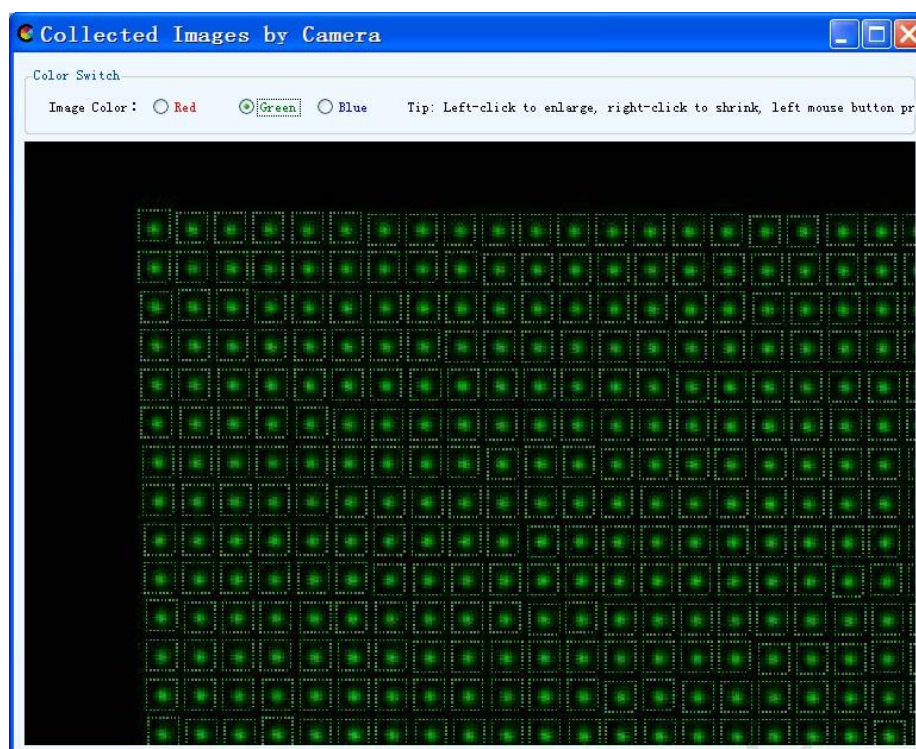 Collected Images by Camera
Color Switch
Image Color: Red Green Blue Tip: Left-click to enlarge, right-click to shrink, left mouse button pr